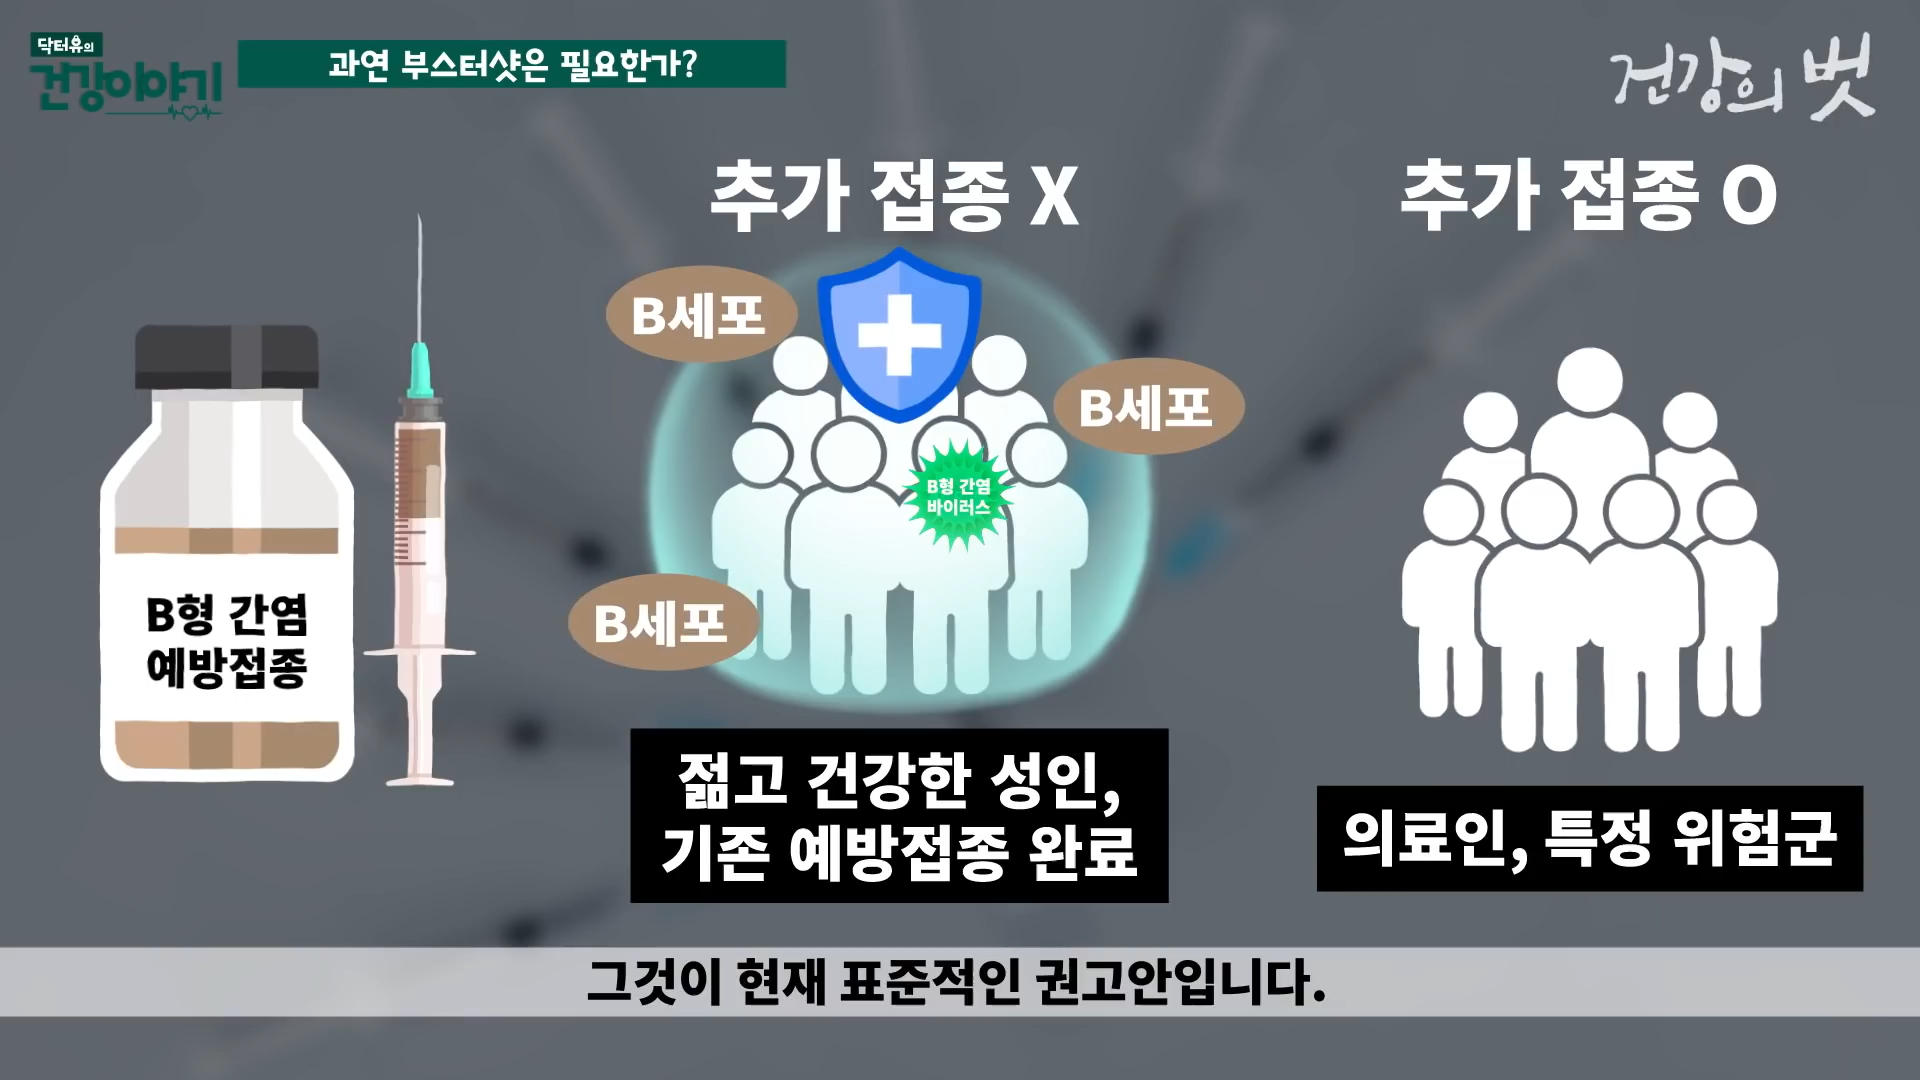 닥터유의
건강이야기
과연 부스터샷은 필요한가?
건강의 벗
추가 접종 X
추가 접종 O
B세포
B세포
B형 간염
바이러스
B세포
B형 간염
예방접종
젊고 건강한 성인,
기존 예방접종 완료
의료인, 특정 위험군
그것이 현재 표준적인 권고안입니다.